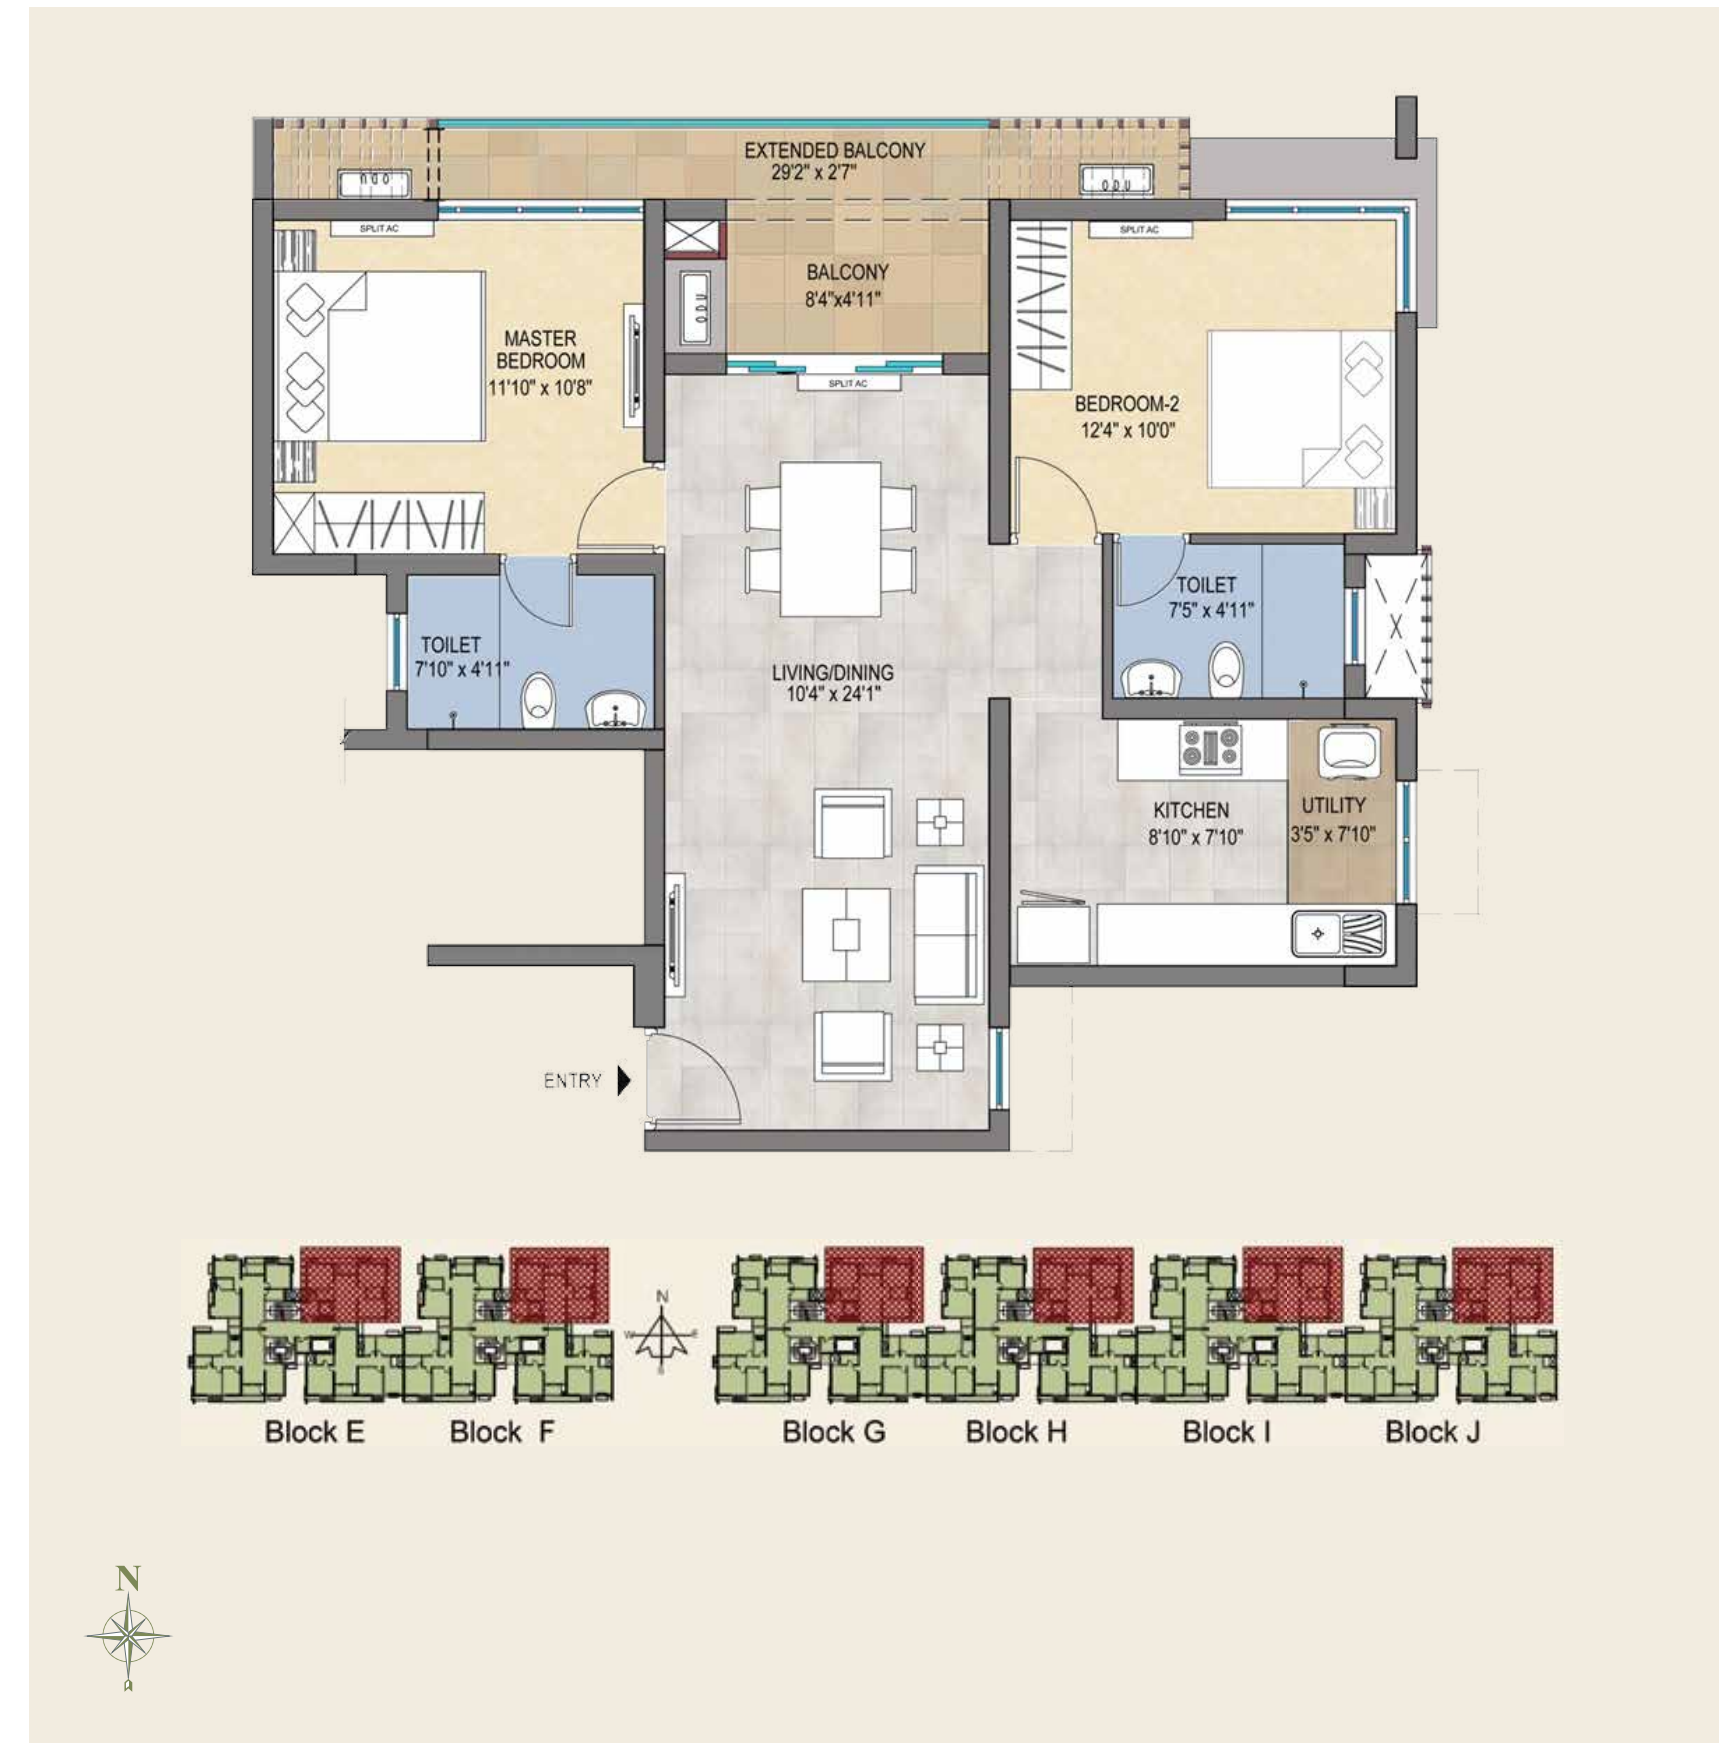 EXTENDED BALCONY
29'2" x 2'7"
SPLIT AC
SPLIT AC
BALCONY
8'4"x4'11"
MASTER
BEDROOM
11'10" x 10'8"
SPLIT AC
BEDROOM-2
12'4" x 10'0"
TOILET
7'5" x 4'11"
TOILET
7'10" x 4'11"
LIVING/DINING
10'4" x 24'1"
KITCHEN
8'10" x 7'10"
UTILITY
3'5" x 7'10"
ENTRY
N
W E
S
Block E
Block F
Block G
Block H
Block I
Block J
N